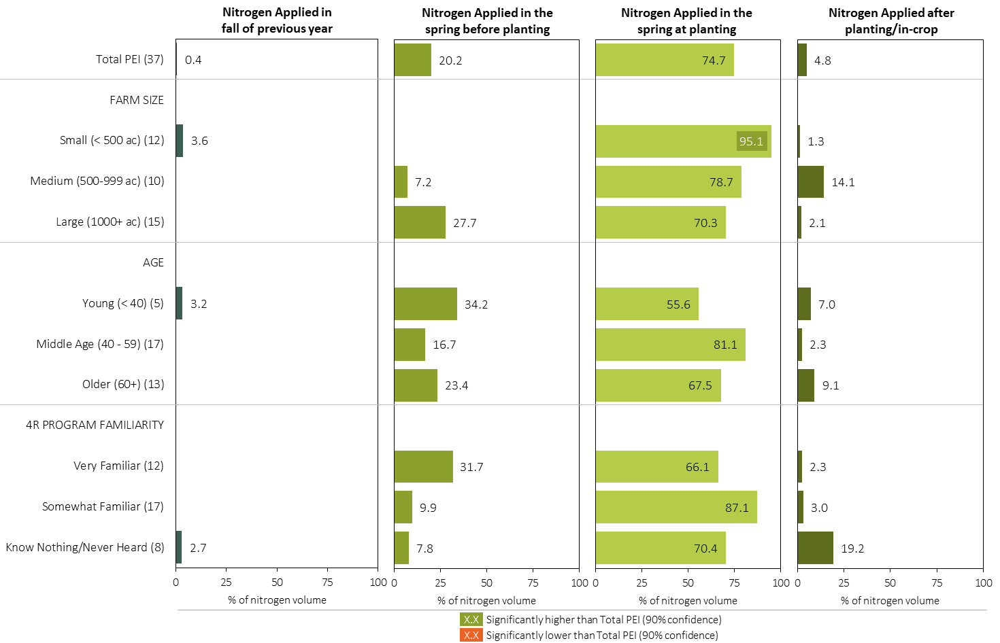 Nitrogen Applied in
fall of previous year
Nitrogen Applied in the
spring before planting
Nitrogen Applied in the
spring at planting
Nitrogen Applied after
planting/in-crop
Total PEI (37) 0.4 20.2 74.7 4.8
FARM SIZE
Small (< 500 ac) (12) 3.6 95.1 1.3
Medium (500-999 ac) (10) 7.2 78.7 14.1
Large (1000+ ac) (15) 27.7 70.3 2.1
AGE
Young (< 40) (5) 3.2 34.2 55.6 7.0
Middle Age (40 - 59) (17) 16.7 81.1 2.3
Older (60+) (13) 23.4 67.5 9.1
4R PROGRAM FAMILIARITY
Very Familiar (12) 31.7 66.1 2.3
Somewhat Familiar (17) 9.9 87.1 3.0
Know Nothing/Never Heard (8) 2.7 7.8 70.4 19.2
0 25 50 75 100 0 25 50 75 100 0 25 50 75 100 0 25 50 75 100
% of nitrogen volume % of nitrogen volume % of nitrogen volume % of nitrogen volume
X.X Significantly higher than Total PEI (90% confidence)
X.X Significantly lower than Total PEI (90% confidence)